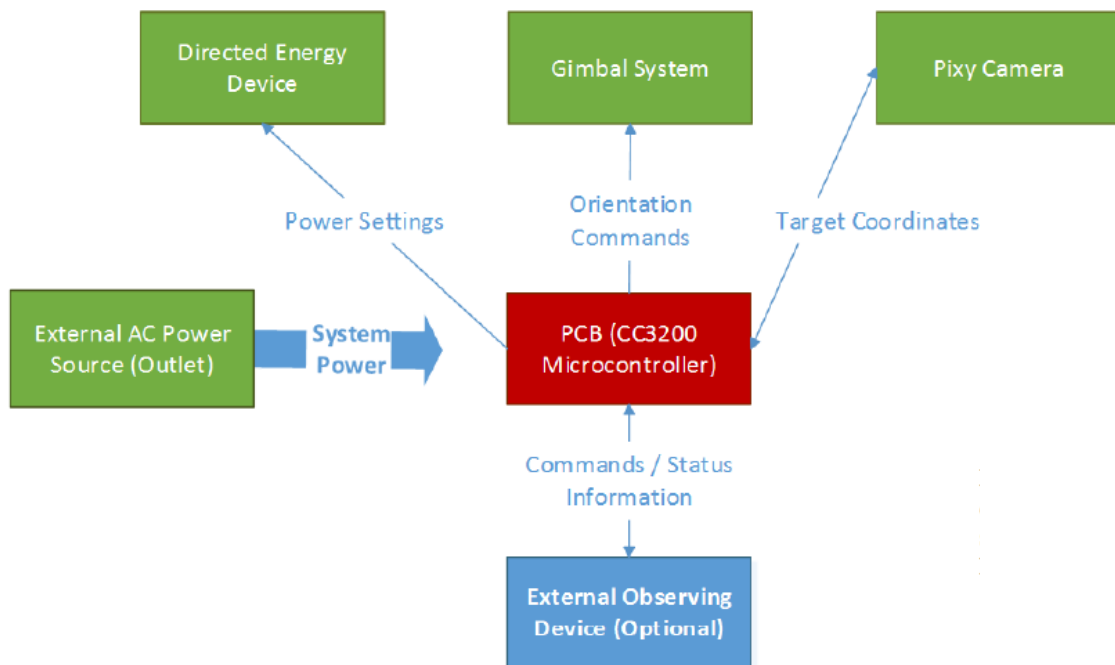 Directed Energy
Device
Gimbal System
Pixy Camera
Power Settings
Orientation
Commands
Target Coordinates
External AC Power
Source (Outlet)
System
Power
PCB (CC3200
Microcontroller)
Commands / Status
Information
External Observing
Device (Optional)